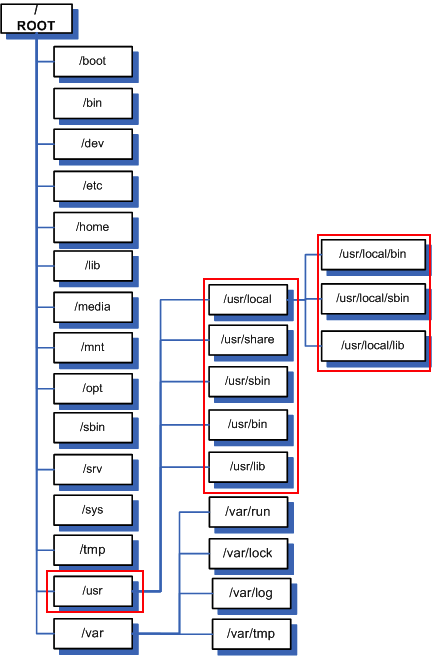 /
ROOT
/boot
/bin
/dev
/etc
/home
/lib
/media
/mnt
/opt
/sbin
/srv
/sys
/tmp
/usr
/var
/usr/local
/usr/share
/usr/sbin
/usr/bin
/usr/lib
/var/run
/var/lock
/var/log
/var/tmp
/usr/local/bin
/usr/local/sbin
/usr/local/lib